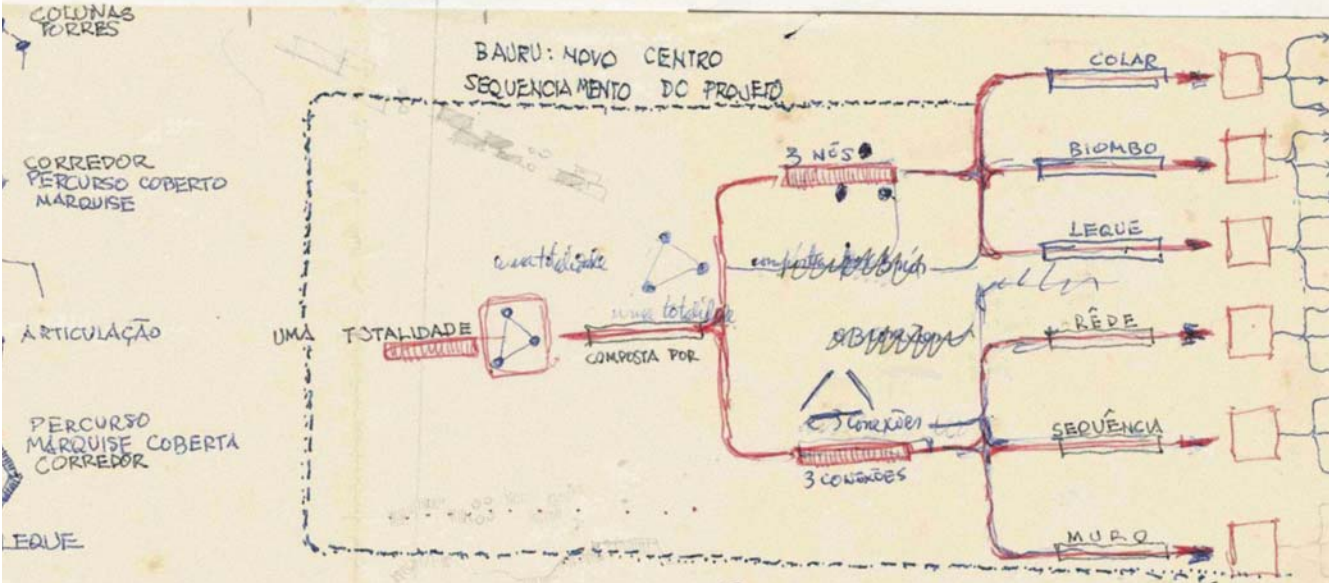 COLUNAS
TORRES
BAURU: NOVO CENTRO
SEQUENCIAMENTO DO PROJETO
COLAR
3 NÓS
BIOMBO
CORREDOR
PERCURSO COBERTO
MARQUISE
LEQUE
uma totalidade
uma totalidade
ARTICULAÇÃO
UMA TOTALIDADE
COMPOSTA POR
RÊDE
e 3 conexões
PERCURSO
MARQUISE COBERTA
CORREDOR
SEQUÊNCIA
3 CONEXÕES
EQUE
MURO